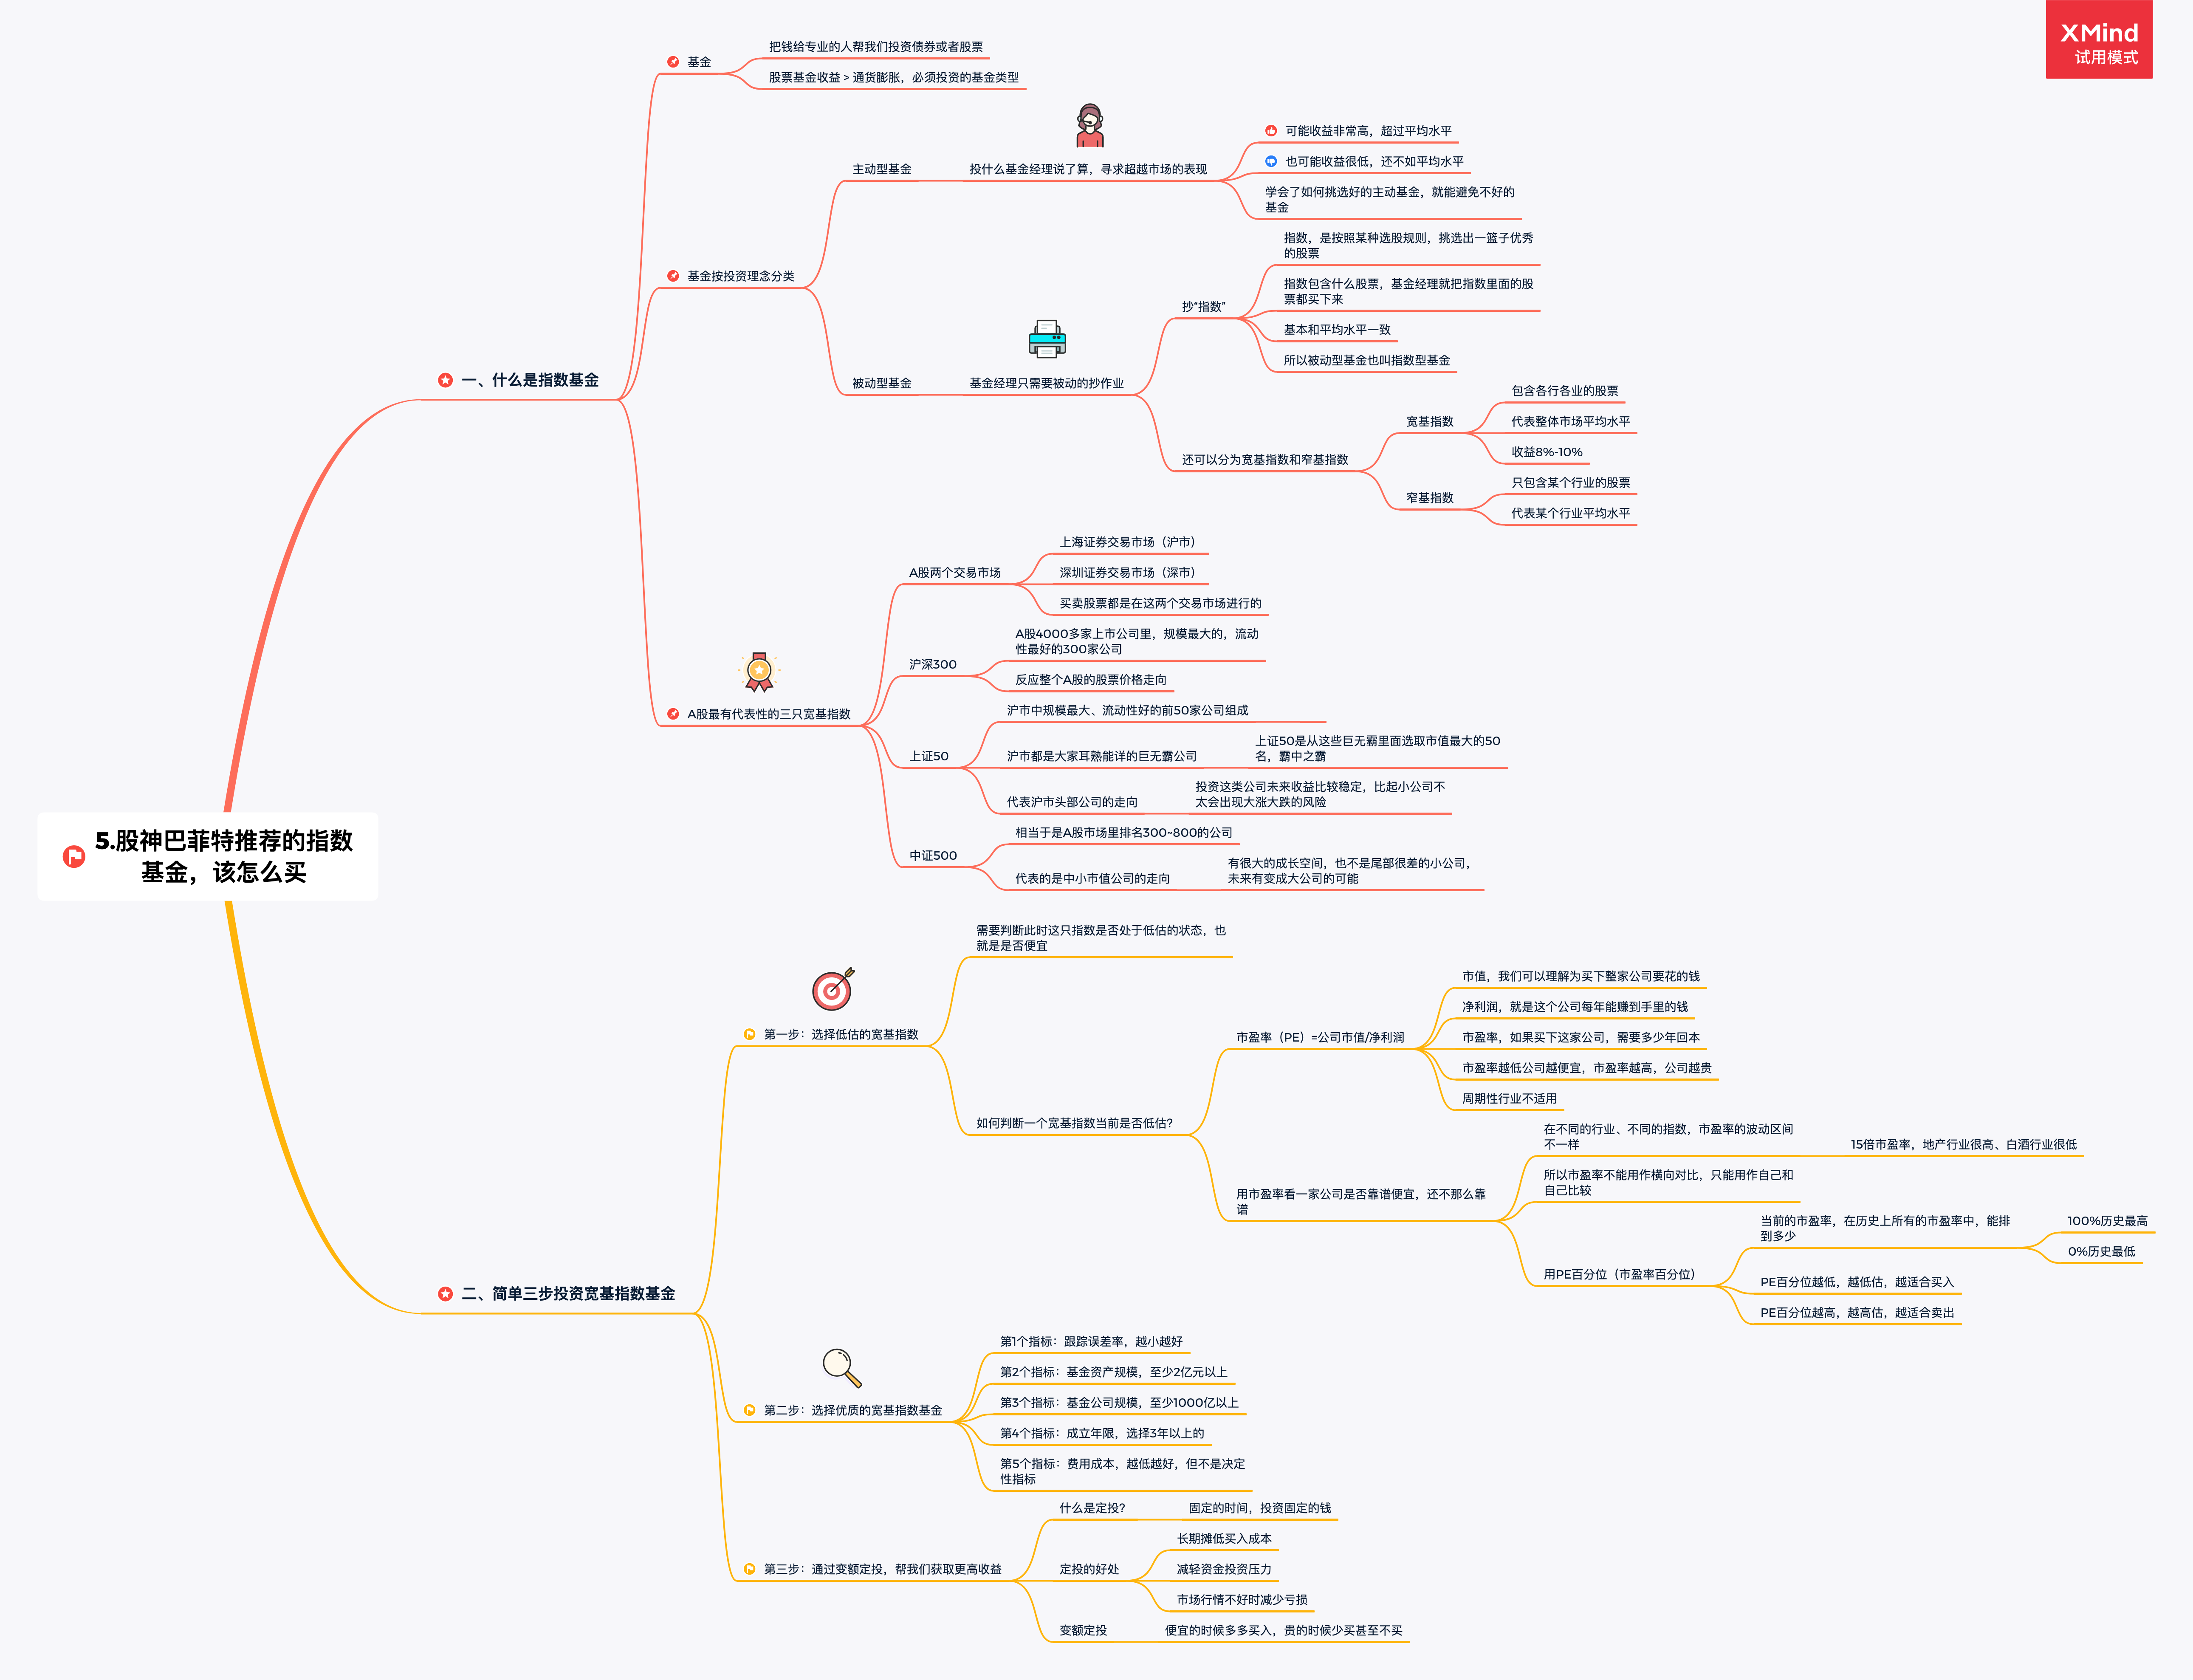 XMind
试用模式
5.股神巴菲特推荐的指数
基金，该怎么买
一、什么是指数基金
基金
把钱给专业的人帮我们投资债券或者股票
股票基金收益 > 通货膨胀，必须投资的基金类型
基金按投资理念分类
主动型基金
投什么基金经理说了算，寻求超越市场的表现
可能收益非常高，超过平均水平
也可能收益很低，还不如平均水平
学会了如何挑选好的主动基金，就能避免不好的
基金
被动型基金
基金经理只需要被动的抄作业
抄“指数”
指数，是按照某种选股规则，挑选出一篮子优秀
的股票
指数包含什么股票，基金经理就把指数里面的股
票都买下来
基本和平均水平一致
所以被动型基金也叫指数型基金
还可以分为宽基指数和窄基指数
宽基指数
包含各行各业的股票
代表整体市场平均水平
收益8%-10%
窄基指数
只包含某个行业的股票
代表某个行业平均水平
A股最有代表性的三只宽基指数
A股两个交易市场
上海证券交易市场（沪市）
深圳证券交易市场（深市）
买卖股票都是在这两个交易市场进行的
沪深300
A股4000多家上市公司里，规模最大的，流动
性最好的300家公司
反应整个A股的股票价格走向
上证50
沪市中规模最大、流动性好的前50家公司组成
沪市都是大家耳熟能详的巨无霸公司
上证50是从这些巨无霸里面选取市值最大的50
名，霸中之霸
代表沪市头部公司的走向
投资这类公司未来收益比较稳定，比起小公司不
太会出现大涨大跌的风险
中证500
相当于是A股市场里排名300~800的公司
代表的是中小市值公司的走向
有很大的成长空间，也不是尾部很差的小公司，
未来有变成大公司的可能
二、简单三步投资宽基指数基金
第一步：选择低估的宽基指数
需要判断此时这只指数是否处于低估的状态，也
就是是否便宜
如何判断一个宽基指数当前是否低估?
市盈率（PE）=公司市值/净利润
市值，我们可以理解为买下整家公司要花的钱
净利润，就是这个公司每年能赚到手里的钱
市盈率，如果买下这家公司，需要多少年回本
市盈率越低公司越便宜，市盈率越高，公司越贵
周期性行业不适用
用市盈率看一家公司是否靠谱便宜，还不那么靠
谱
在不同的行业、不同的指数，市盈率的波动区间
不一样
15倍市盈率，地产行业很高、白酒行业很低
所以市盈率不能用作横向对比，只能用作自己和
自己比较
用PE百分位（市盈率百分位）
当前的市盈率，在历史上所有的市盈率中，能排
到多少
100%历史最高
0%历史最低
PE百分位越低，越低估，越适合买入
PE百分位越高，越高估，越适合卖出
第二步：选择优质的宽基指数基金
第1个指标：跟踪误差率，越小越好
第2个指标：基金资产规模，至少2亿元以上
第3个指标：基金公司规模，至少1000亿以上
第4个指标：成立年限，选择3年以上的
第5个指标：费用成本，越低越好，但不是决定
性指标
第三步：通过变额定投，帮我们获取更高收益
什么是定投?
固定的时间，投资固定的钱
定投的好处
长期摊低买入成本
减轻资金投资压力
市场行情不好时减少亏损
变额定投
便宜的时候多多买入，贵的时候少买甚至不买